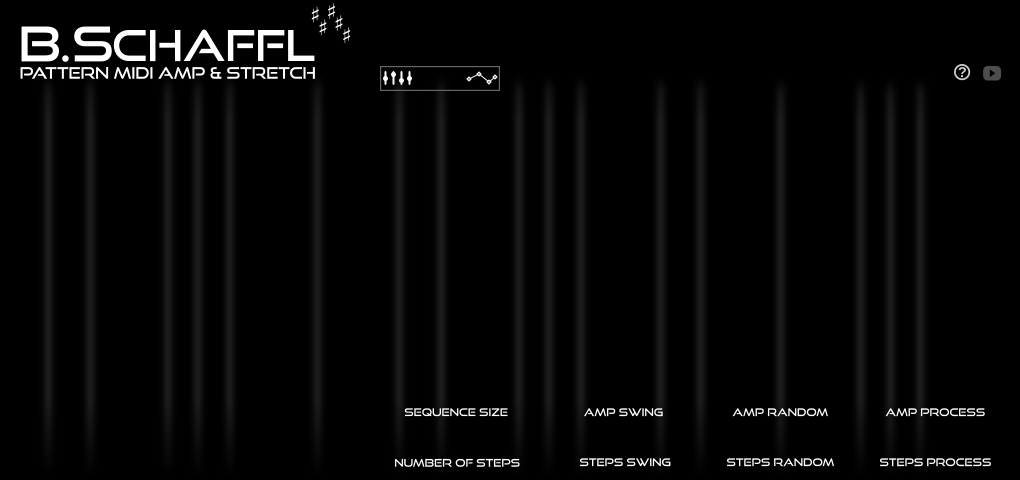 B.SCHAFFL
PATTERN MIDI AMP & STRETCH
SEQUENCE SIZE
AMP SWING
AMP RANDOM
AMP PROCESS
NUMBER OF STEPS
STEPS SWING
STEPS RANDOM
STEPS PROCESS